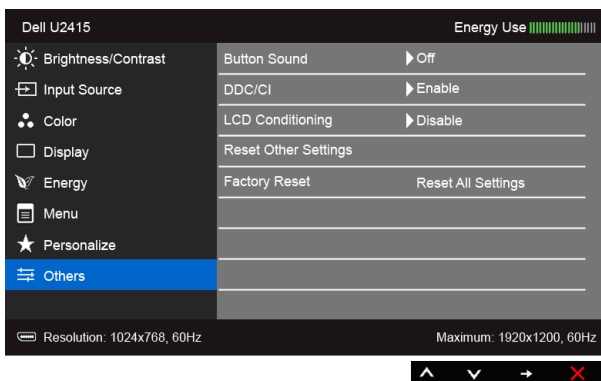 Dell U2415 Energy Use
Brightness/Contrast Button Sound Off
Input Source DDC/CI Enable
Color LCD Conditioning Disable
Display Reset Other Settings
Energy Factory Reset Reset All Settings
Menu
Personalize
Others
Resolution: 1024x768, 60Hz Maximum: 1920x1200, 60Hz